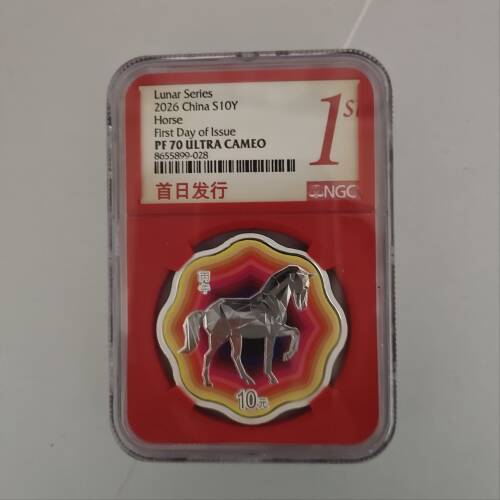 Lunar Series
2026 China S10Y
Horse
First Day of Issue
PF 70 ULTRA CAMEO
8655899-028
首日发行
1st
NGC
丙午
10元